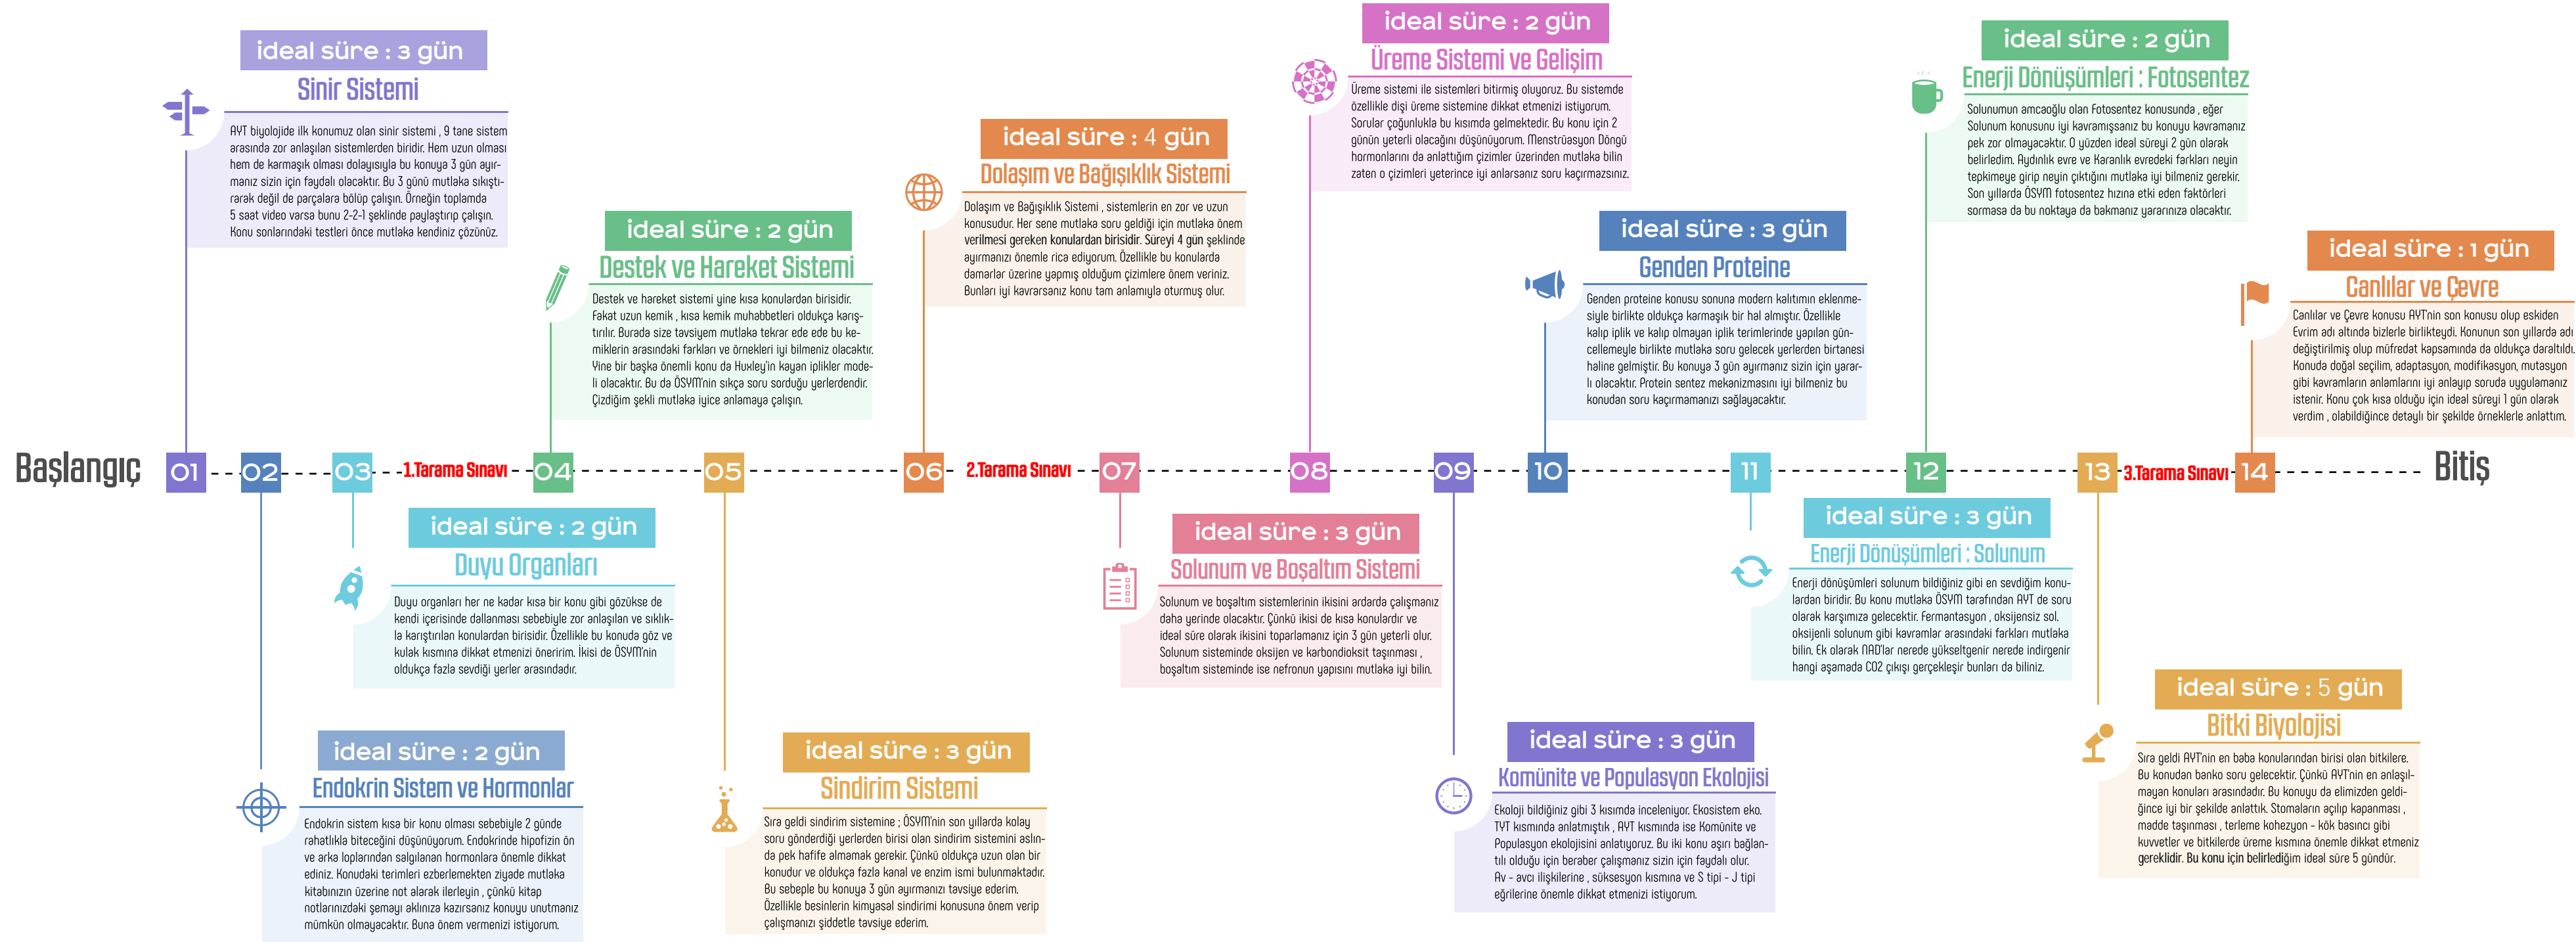 Başlangıç
01
ideal süre : 3 gün
Sinir Sistemi
AYT biyolojide ilk konumuz olan sinir sistemi , 9 tane sistem
arasında zor anlaşılan sistemlerden biridir. Hem uzun olması
hem de karmaşık olması dolayısıyla bu konuya 3 gün ayır-
manız sizin için faydalı olacaktır. Bu 3 günü mutlaka sıkıştı-
rarak değil de parçalara bölüp çalışın. Örneğin toplamda
5 saat video varsa bunu 2-2-1 şeklinde paylaştırıp çalışın.
Konu sonlarındaki testleri önce mutlaka kendiniz çözünüz.
02
ideal süre : 2 gün
Endokrin Sistem ve Hormonlar
Endokrin sistem kısa bir konu olması sebebiyle 2 günde
rahatlıkla biteceğini düşünüyorum. Endokrinde hipofizin ön
ve arka loplarından salgılanan hormonlara önemle dikkat
ediniz. Konudaki terimleri ezberlemekten ziyade mutlaka
kitabınızın üzerine not alarak ilerleyin , çünkü kitap
notlarınızdaki şemayı aklınıza kazırsanız konuyu unutmanız
mümkün olmayacaktır. Buna önem vermenizi istiyorum.
03
ideal süre : 2 gün
Duyu Organları
Duyu organları her ne kadar kısa bir konu gibi gözükse de
kendi içerisinde dallanması sebebiyle zor anlaşılan ve sıklık-
la karıştırılan konulardan birisidir. Özellikle bu konuda göz ve
kulak kısmına dikkat etmenizi öneririm. İkisi de ÖSYM'nin
oldukça fazla sevdiği yerler arasındadır.
1.Tarama Sınavı
04
ideal süre : 2 gün
Destek ve Hareket Sistemi
Destek ve hareket sistemi yine kısa konulardan birisidir.
Fakat uzun kemik , kısa kemik muhabbetleri oldukça karış-
tırılır. Burada size tavsiyem mutlaka tekrar ede ede bu ke-
miklerin arasındaki farkları ve örnekleri iyi bilmeniz olacaktır.
Yine bir başka önemli konu da Huxley'in kayan iplikler mode-
li olacaktır. Bu da ÖSYM'nin sıkça soru sorduğu yerlerdendir.
Çizdiğim şekli mutlaka iyice anlamaya çalışın.
05
ideal süre : 3 gün
Sindirim Sistemi
Sıra geldi sindirim sistemine ; ÖSYM'nin son yıllarda kolay
soru gönderdiği yerlerden birisi olan sindirim sistemini aslın-
da pek hafife almamak gerekir. Çünkü oldukça uzun olan bir
konudur ve oldukça fazla kanal ve enzim ismi bulunmaktadır.
Bu sebeple bu konuya 3 gün ayırmanızı tavsiye ederim.
Özellikle besinlerin kimyasal sindirimi konusuna önem verip
çalışmanızı şiddetle tavsiye ederim.
06
ideal süre : 4 gün
Dolaşım ve Bağışıklık Sistemi
Dolaşım ve Bağışıklık Sistemi , sistemlerin en zor ve uzun
konusudur. Her sene mutlaka soru geldiği için mutlaka önem
verilmesi gereken konulardan birisidir. Süreyi 4 gün şeklinde
ayırmanızı önemle rica ediyorum. Özellikle bu konularda
damarlar üzerine yapmış olduğum çizimlere önem veriniz.
Bunları iyi kavrarsanız konu tam anlamıyla oturmuş olur.
2.Tarama Sınavı
07
ideal süre : 3 gün
Solunum ve Boşaltım Sistemi
Solunum ve boşaltım sistemlerinin ikisini ardarda çalışmanız
daha yerinde olacaktır. Çünkü ikisi de kısa konulardır ve
ideal süre olarak ikisini toparlamanız için 3 gün yeterli olur.
Solunum sisteminde oksijen ve karbondioksit taşınması ,
boşaltım sisteminde ise nefronun yapısını mutlaka iyi bilin.
08
ideal süre : 2 gün
Üreme Sistemi ve Gelişim
Üreme sistemi ile sistemleri bitirmiş oluyoruz. Bu sistemde
özellikle dişi üreme sistemine dikkat etmenizi istiyorum.
Sorular çoğunlukla bu kısımda gelmektedir. Bu konu için 2
günün yeterli olacağını düşünüyorum. Menstrüasyon Döngü
hormonlarını da anlattığım çizimler üzerinden mutlaka bilin
zaten o çizimleri yeterince iyi anlarsanız soru kaçırmazsınız.
09
ideal süre : 3 gün
Komünite ve Populasyon Ekolojisi
Ekoloji bildiğiniz gibi 3 kısımda inceleniyor. Ekosistem eko.
TYT kısmında anlatmıştık , AYT kısmında ise Komünite ve
Populasyon ekolojisini anlatıyoruz. Bu iki konu aşırı bağlan-
tılı olduğu için beraber çalışmanız sizin için faydalı olur.
Av - avcı ilişkilerine , süksesyon kısmına ve S tipi - J tipi
eğrilerine önemle dikkat etmenizi istiyorum.
10
ideal süre : 3 gün
Genden Proteine
Genden proteine konusu sonuna modern kalıtımın eklenme-
siyle birlikte oldukça karmaşık bir hal almıştır. Özellikle
kalıp iplik ve kalıp olmayan iplik terimlerinde yapılan gün-
cellemeyle birlikte mutlaka soru gelecek yerlerden birtanesi
haline gelmiştir. Bu konuya 3 gün ayırmanız sizin için yarar-
lı olacaktır. Protein sentez mekanizmasını iyi bilmeniz bu
konudan soru kaçırmamanızı sağlayacaktır.
11
ideal süre : 3 gün
Enerji Dönüşümleri : Solunum
Enerji dönüşümleri solunum bildiğiniz gibi en sevdiğim konu-
lardan biridir. Bu konu mutlaka ÖSYM tarafından AYT de soru
olarak karşımıza gelecektir. Fermantasyon , oksijensiz sol.
oksijenli solunum gibi kavramlar arasındaki farkları mutlaka
bilin. Ek olarak NAD'lar nerede yükseltgenir nerede indirgenir
hangi aşamada CO2 çıkışı gerçekleşir bunları da biliniz.
12
ideal süre : 2 gün
Enerji Dönüşümleri : Fotosentez
Solunumun amcaoğlu olan Fotosentez konusunda , eğer
Solunum konusunu iyi kavramışsanız bu konuyu kavramanız
pek zor olmayacaktır. O yüzden ideal süreyi 2 gün olarak
belirledim. Aydınlık evre ve Karanlık evredeki farkları neyin
tepkimeye girip neyin çıktığını mutlaka iyi bilmeniz gerekir.
Son yıllarda ÖSYM fotosentez hızına etki eden faktörleri
sormasa da bu noktaya da bakmanız yararınıza olacaktır.
13
ideal süre : 5 gün
Bitki Biyolojisi
Sıra geldi AYT'nin en baba konularından birisi olan bitkilere.
Bu konudan banko soru gelecektir. Çünkü AYT'nin en anlaşıl-
mayan konuları arasındadır. Bu konuyu da elimizden geldi-
ğince iyi bir şekilde anlattık. Stomaların açılıp kapanması ,
madde taşınması , terleme kohezyon - kök basıncı gibi
kuvvetler ve bitkilerde üreme kısmına önemle dikkat etmeniz
gereklidir. Bu konu için belirlediğim ideal süre 5 gündür.
3.Tarama Sınavı
14
ideal süre : 1 gün
Canlılar ve Çevre
Canlılar ve Çevre konusu AYT'nin son konusu olup eskiden
Evrim adı altında bizlerle birlikteydi. Konunun son yıllarda adı
değiştirilmiş olup müfredat kapsamında da oldukça daraltıldı.
Konuda doğal seçilim, adaptasyon, modifikasyon, mutasyon
gibi kavramların anlamlarını iyi anlayıp soruda uygulamanız
istenir. Konu çok kısa olduğu için ideal süreyi 1 gün olarak
verdim , olabildiğince detaylı bir şekilde örneklerle anlattım.
Bitiş